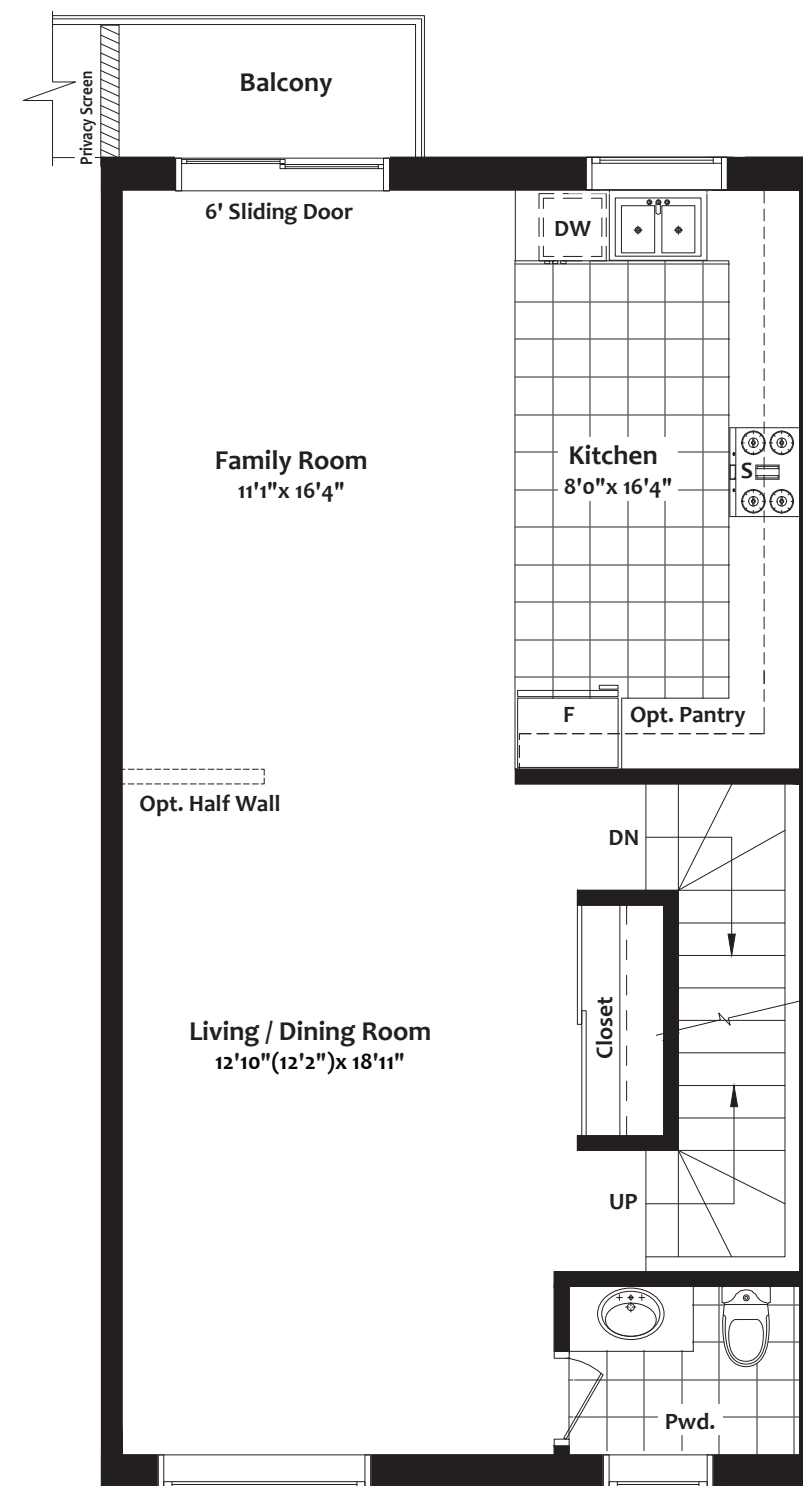 Balcony
Privacy Screen
6' Sliding Door
DW
Family Room
11'1"x 16'4"
Kitchen
8'0"x 16'4"
S
F
Opt. Pantry
Opt. Half Wall
DN
Closet
Living / Dining Room
12'10"(12'2")x 18'11"
UP
Pwd.